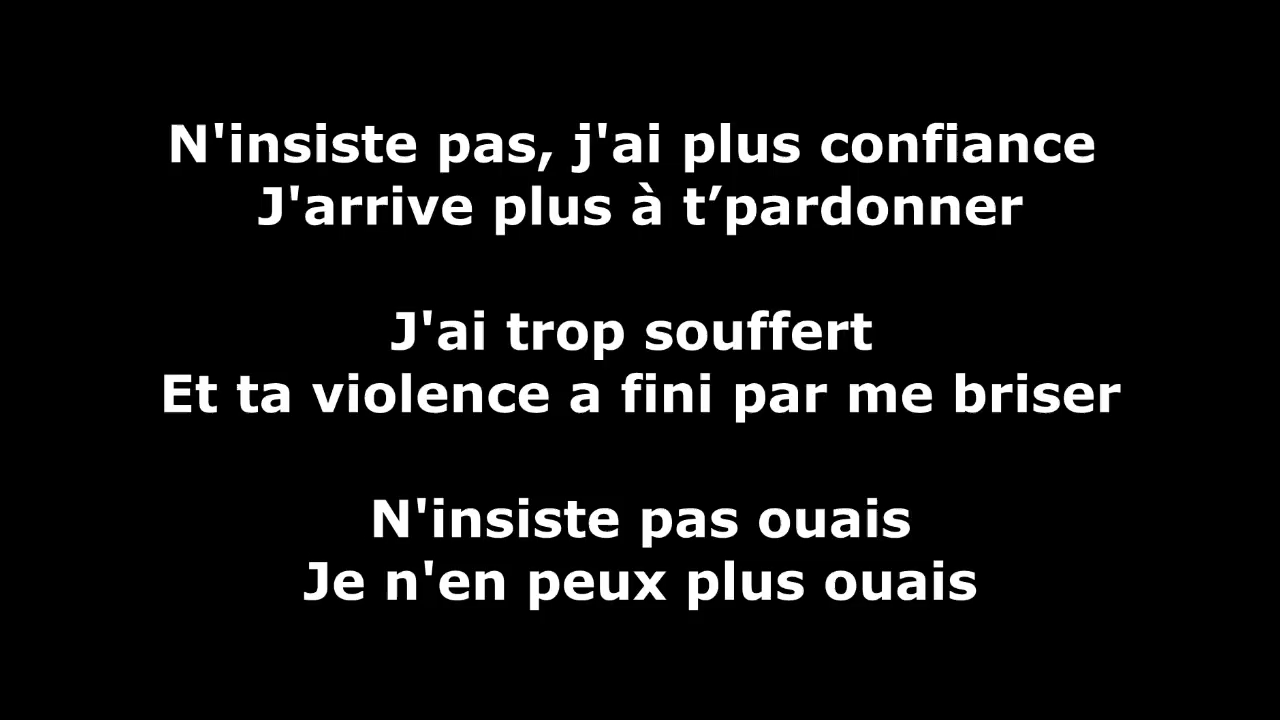 N'insiste pas, j'ai plus confiance
J'arrive plus à t’pardonner
J'ai trop souffert
Et ta violence a fini par me briser
N'insiste pas ouais
Je n'en peux plus ouais